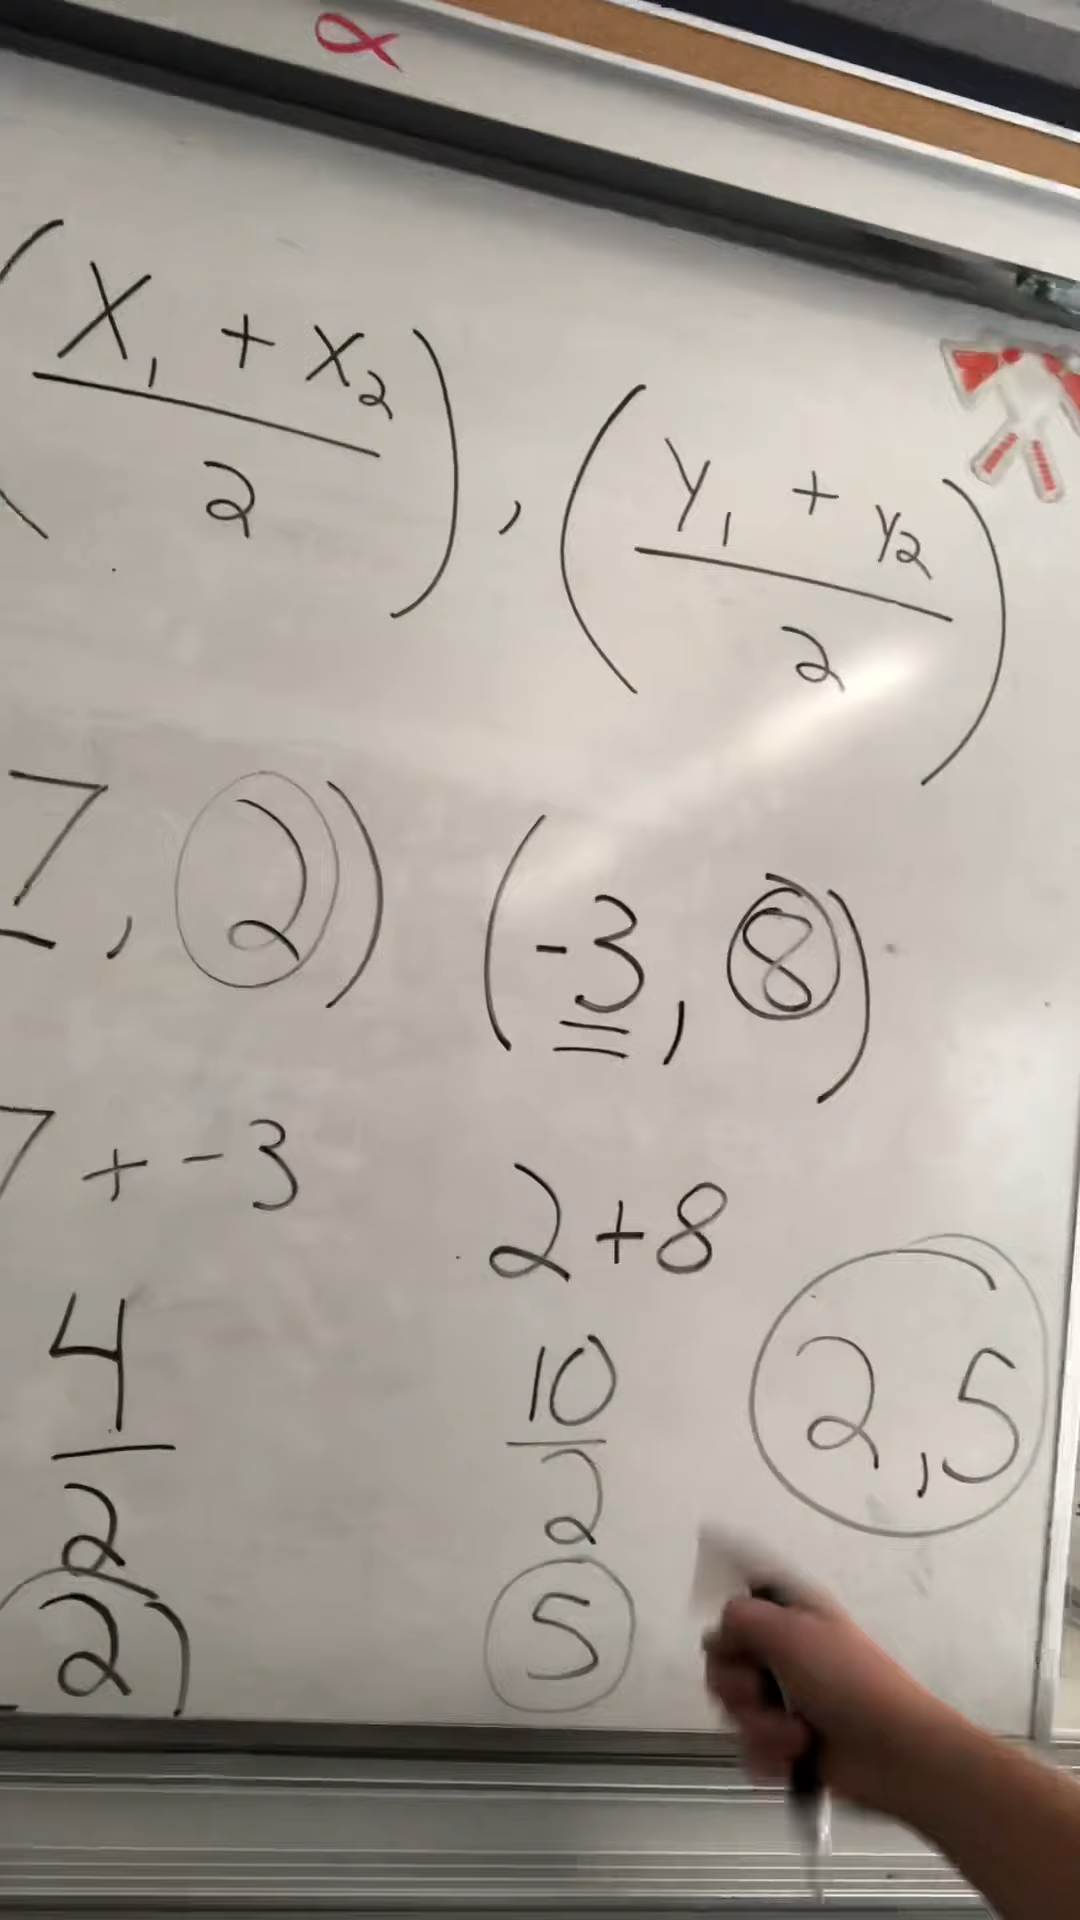 α
(X₁ + X₂
2), (Y₁ + Y₂
2)
7, 2) (-3, 8)
7 + -3
2 + 8
4
2
2
10
2
5
2, 5